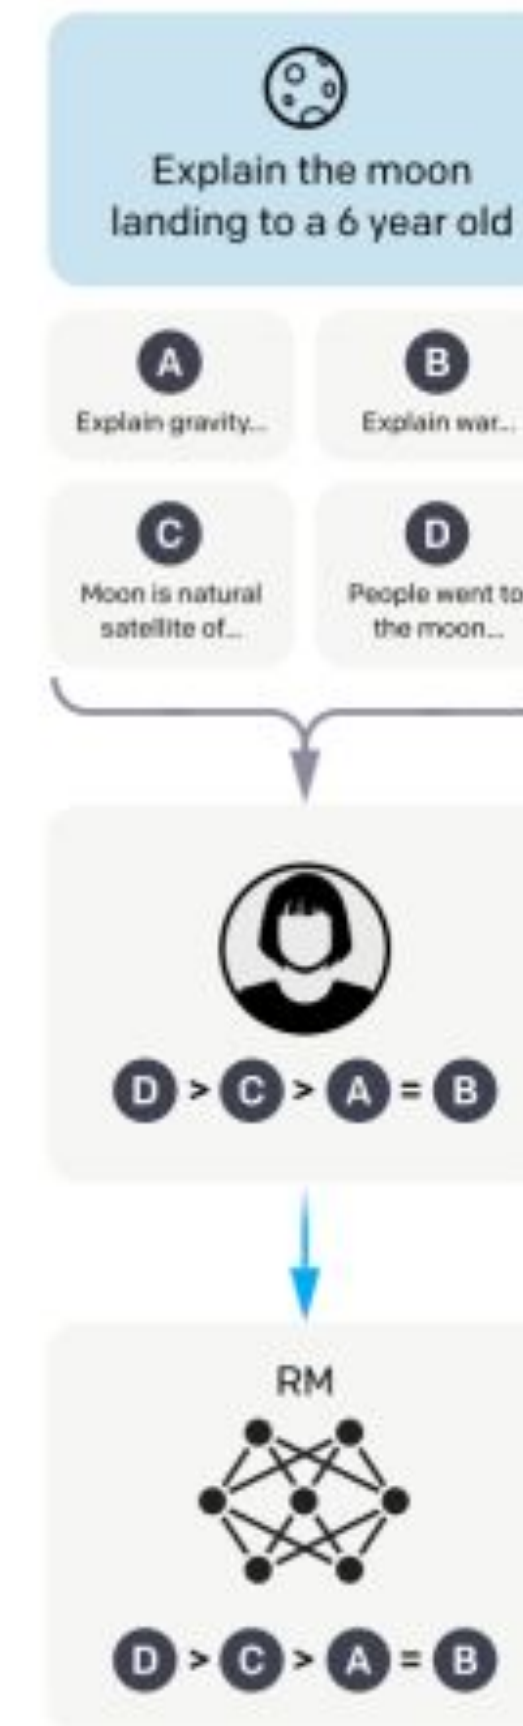 Explain the moon
landing to a 6 year old
A
Explain gravity...
B
Explain war...
C
Moon is natural
satellite of...
D
People went to
the moon...
D > C > A = B
RM
D > C > A = B